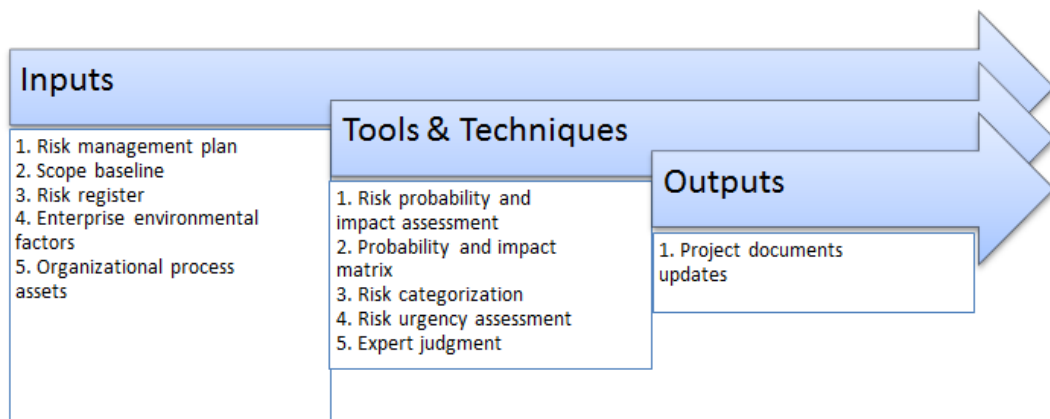 Inputs
1. Risk management plan
2. Scope baseline
3. Risk register
4. Enterprise environmental
factors
5. Organizational process
assets
Tools & Techniques
1. Risk probability and
impact assessment
2. Probability and impact
matrix
3. Risk categorization
4. Risk urgency assessment
5. Expert judgment
Outputs
1. Project documents
updates